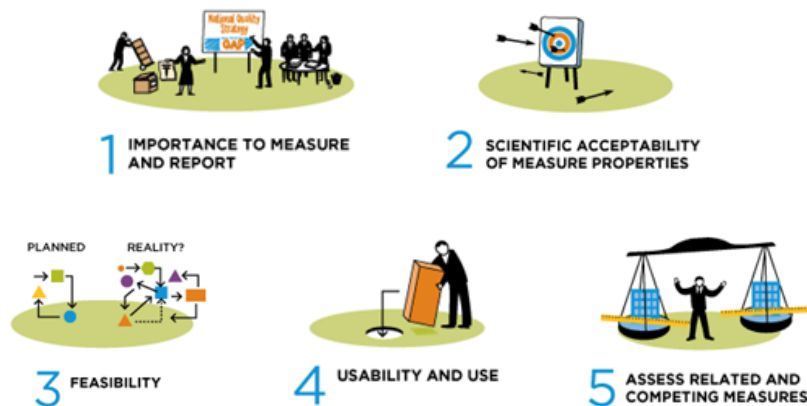 National Quality
Strategy
GAP
1 IMPORTANCE TO MEASURE
AND REPORT
2 SCIENTIFIC ACCEPTABILITY
OF MEASURE PROPERTIES
PLANNED
REALITY?
3 FEASIBILITY
4 USABILITY AND USE
5 ASSESS RELATED AND
COMPETING MEASURES